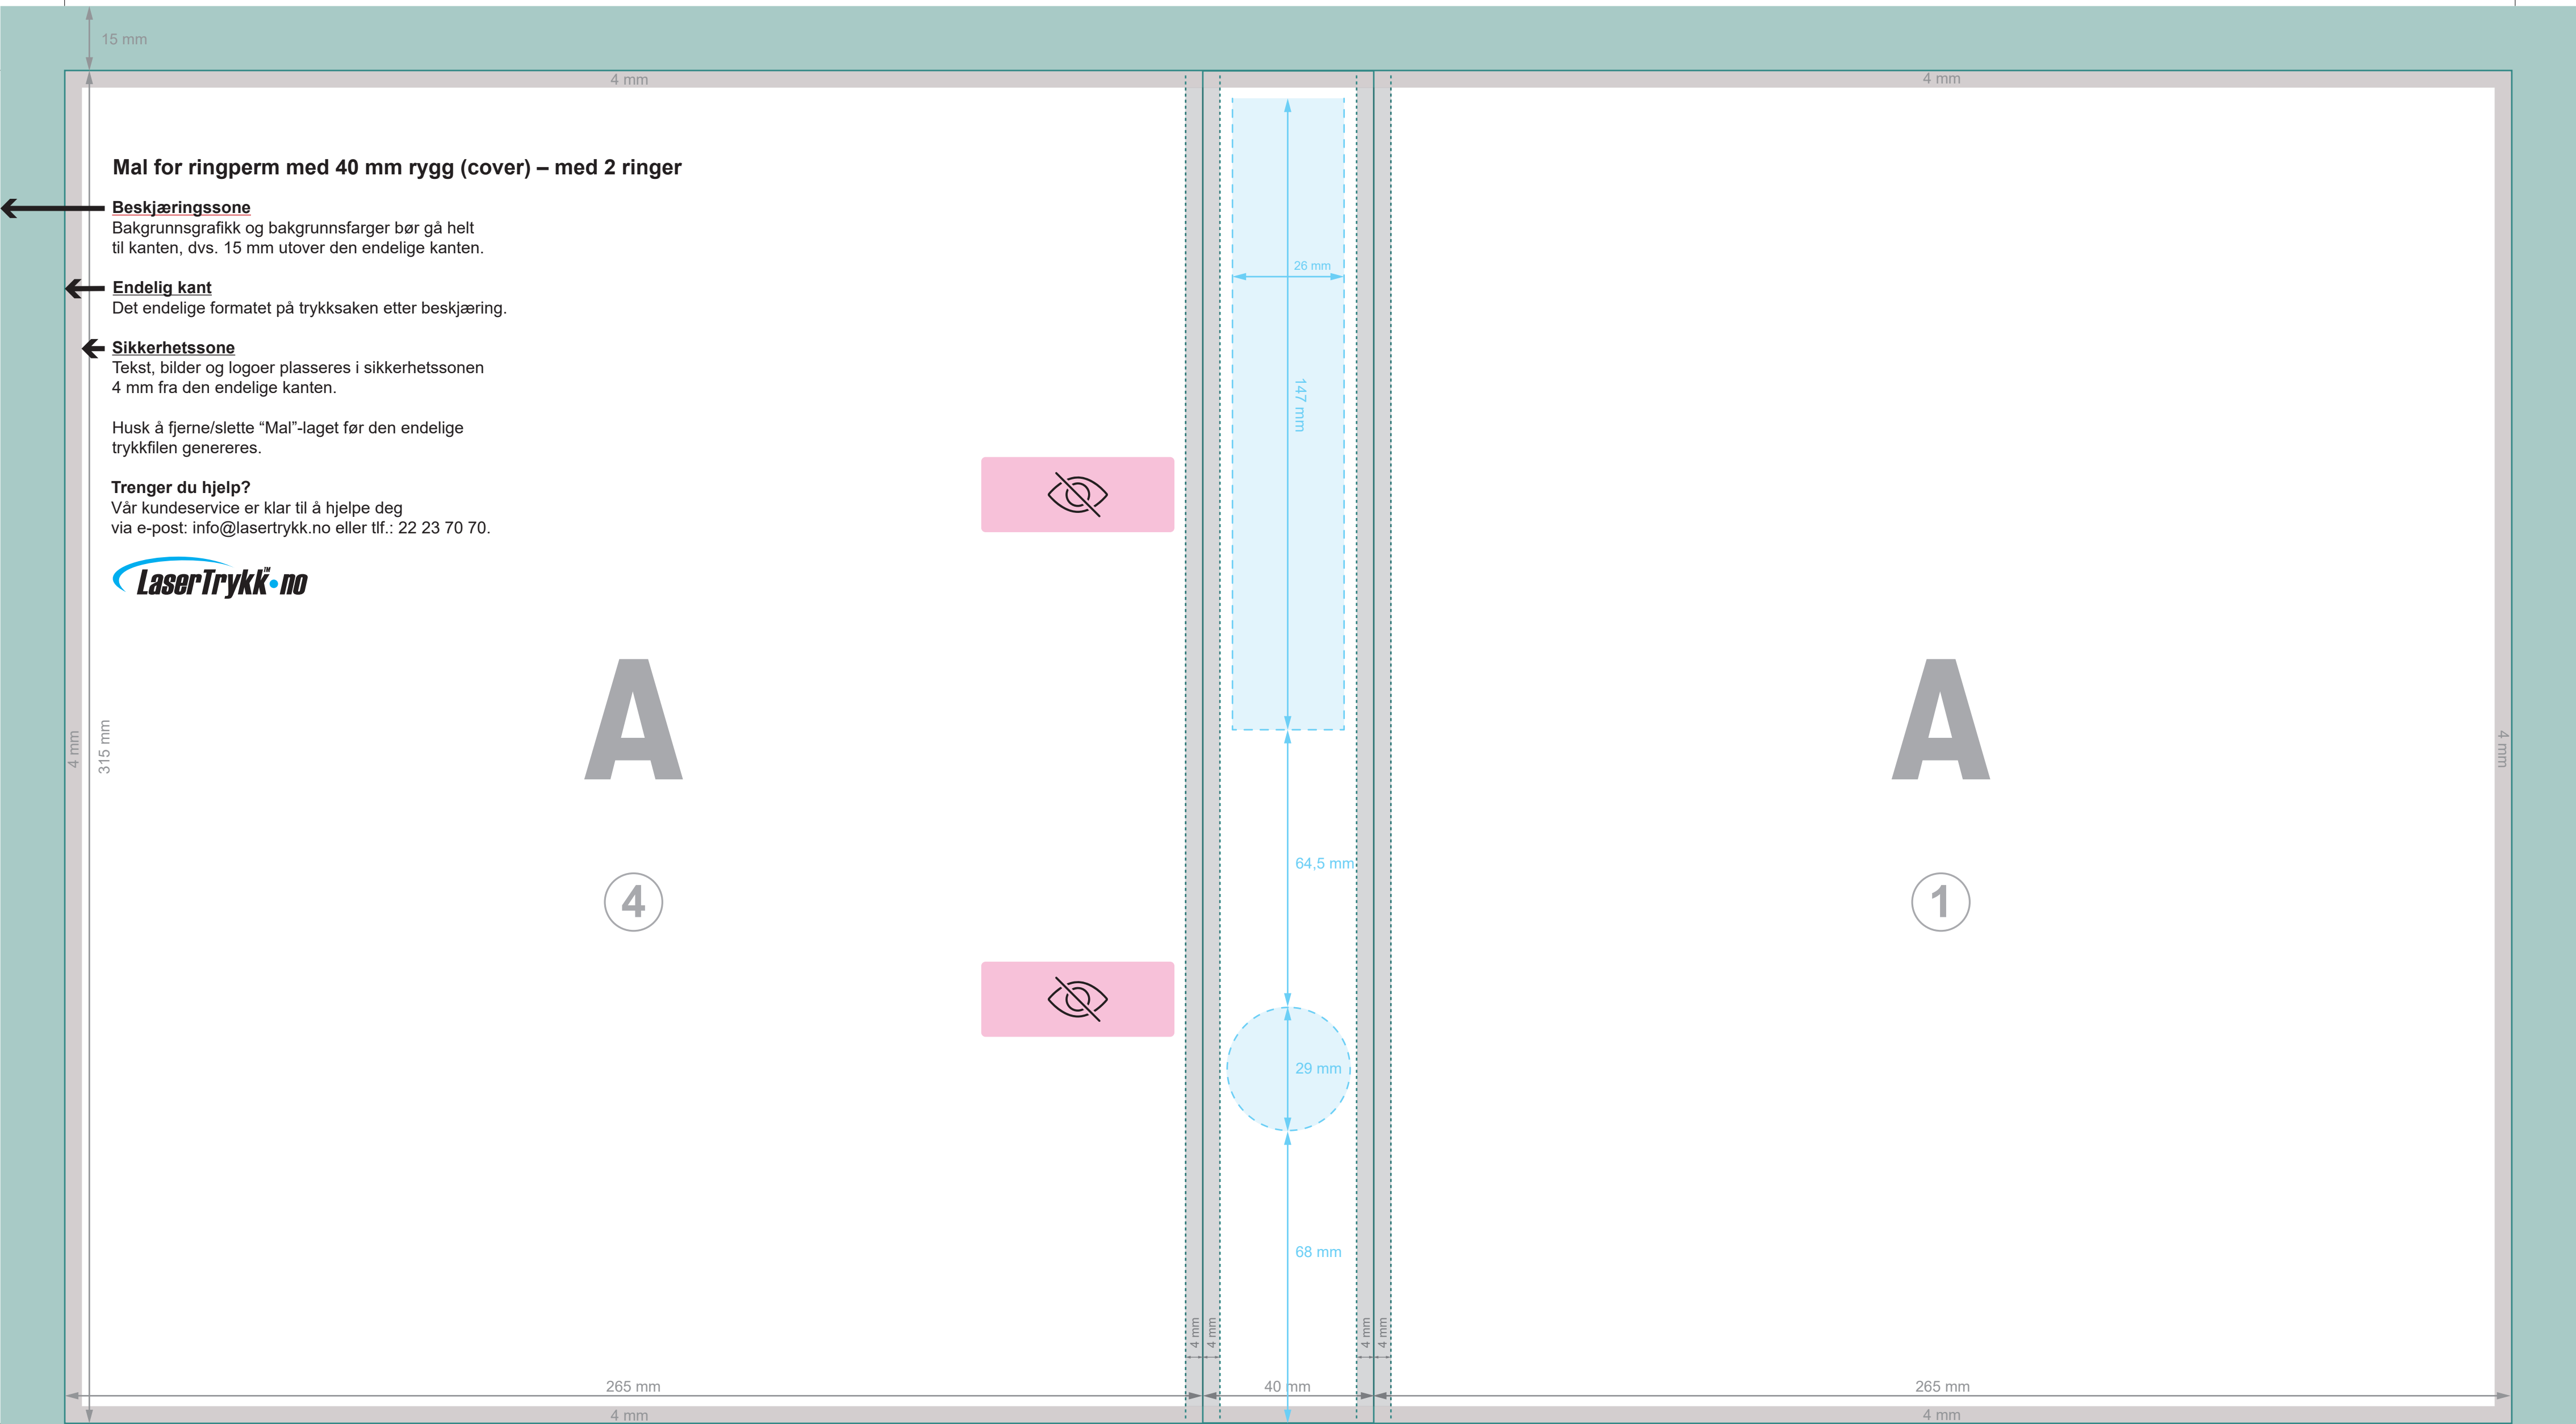 15 mm
4 mm
4 mm
Mal for ringperm med 40 mm rygg (cover) – med 2 ringer
Beskjæringssone
Bakgrunnsgrafikk og bakgrunnsfarger bør gå helt
til kanten, dvs. 15 mm utover den endelige kanten.
Endelig kant
Det endelige formatet på trykksaken etter beskjæring.
Sikkerhetssone
Tekst, bilder og logoer plasseres i sikkerhetssonen
4 mm fra den endelige kanten.
Husk å fjerne/slette “Mal”-laget før den endelige
trykkfilen genereres.
Trenger du hjelp?
Vår kundeservice er klar til å hjelpe deg
via e-post: info@lasertrykk.no eller tlf.: 22 23 70 70.
LaserTrykk™•no
26 mm
147 mm
A
A
4 mm
315 mm
4 mm
64,5 mm
4
1
29 mm
68 mm
4 mm
4 mm
4 mm
4 mm
265 mm
40 mm
265 mm
4 mm
4 mm